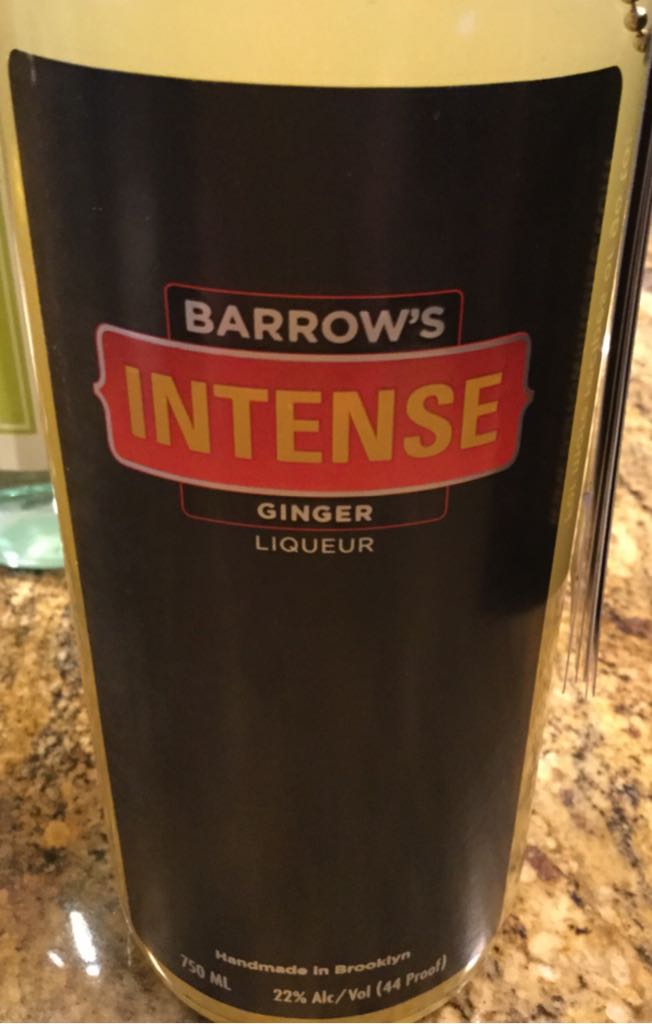 BARROW'S
INTENSE
GINGER
LIQUEUR
Handmade in Brooklyn
750 ML
22% Alc/Vol (44 Proof)